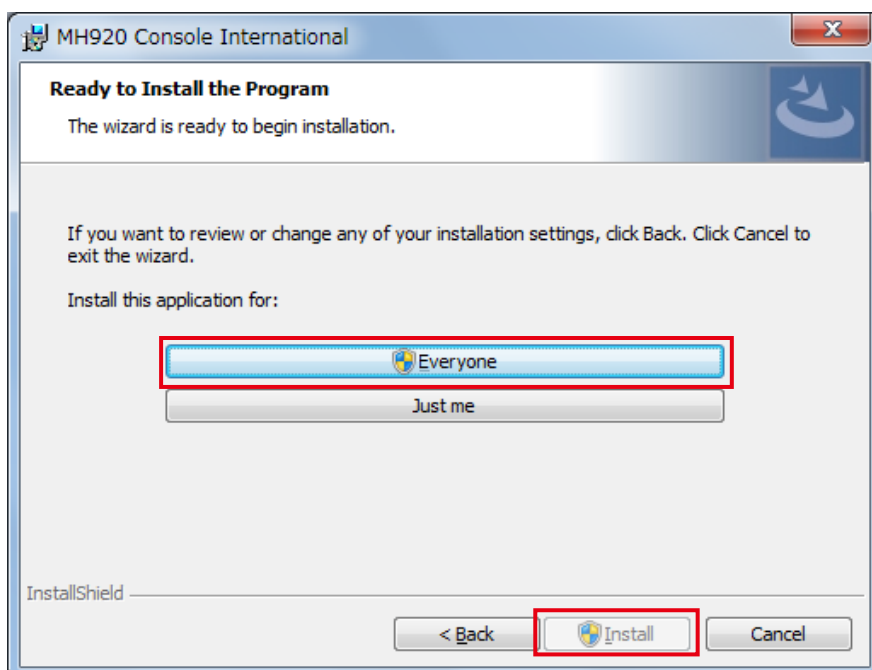 MH920 Console International
Ready to Install the Program
The wizard is ready to begin installation.
If you want to review or change any of your installation settings, click Back. Click Cancel to
exit the wizard.
Install this application for:
Everyone
Just me
InstallShield
< Back
Install
Cancel